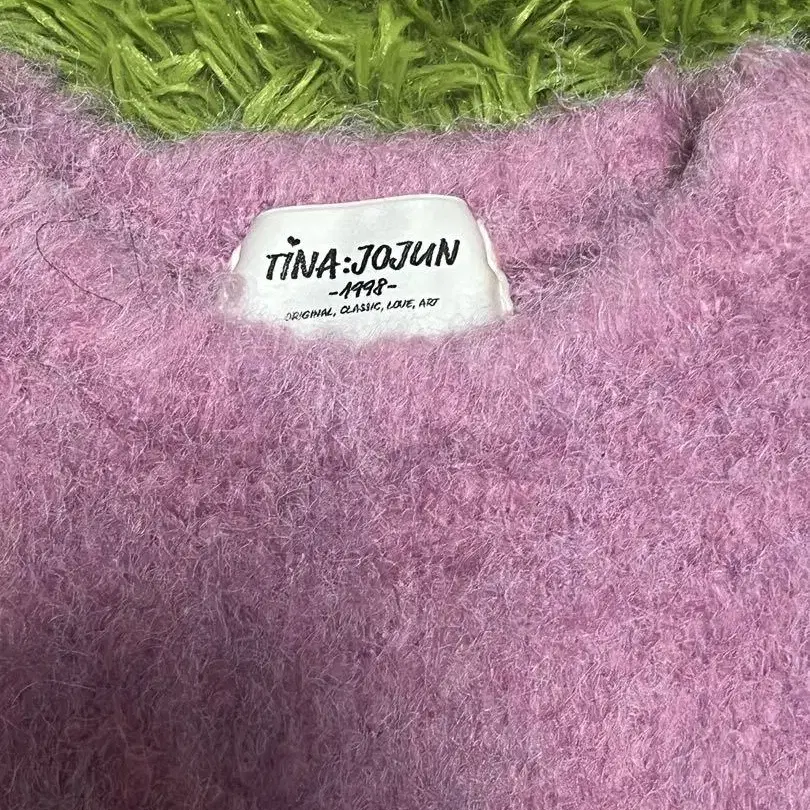 TINA:JOJUN
-1998-
ORIGINAL, CLASSIC, LOVE, ART